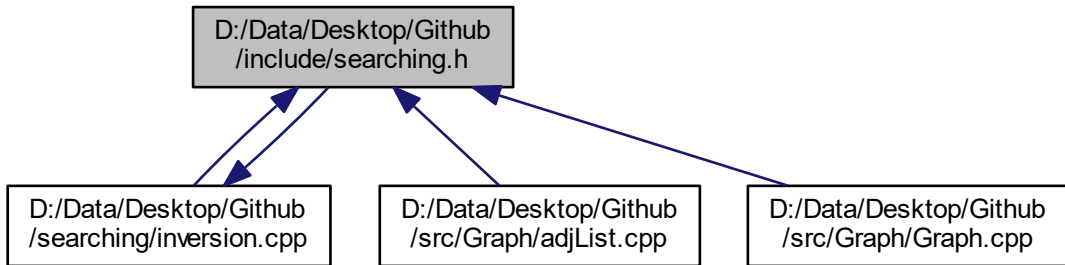 D:/Data/Desktop/Github
/include/searching.h
D:/Data/Desktop/Github
/searching/inversion.cpp
D:/Data/Desktop/Github
/src/Graph/adjList.cpp
D:/Data/Desktop/Github
/src/Graph/Graph.cpp